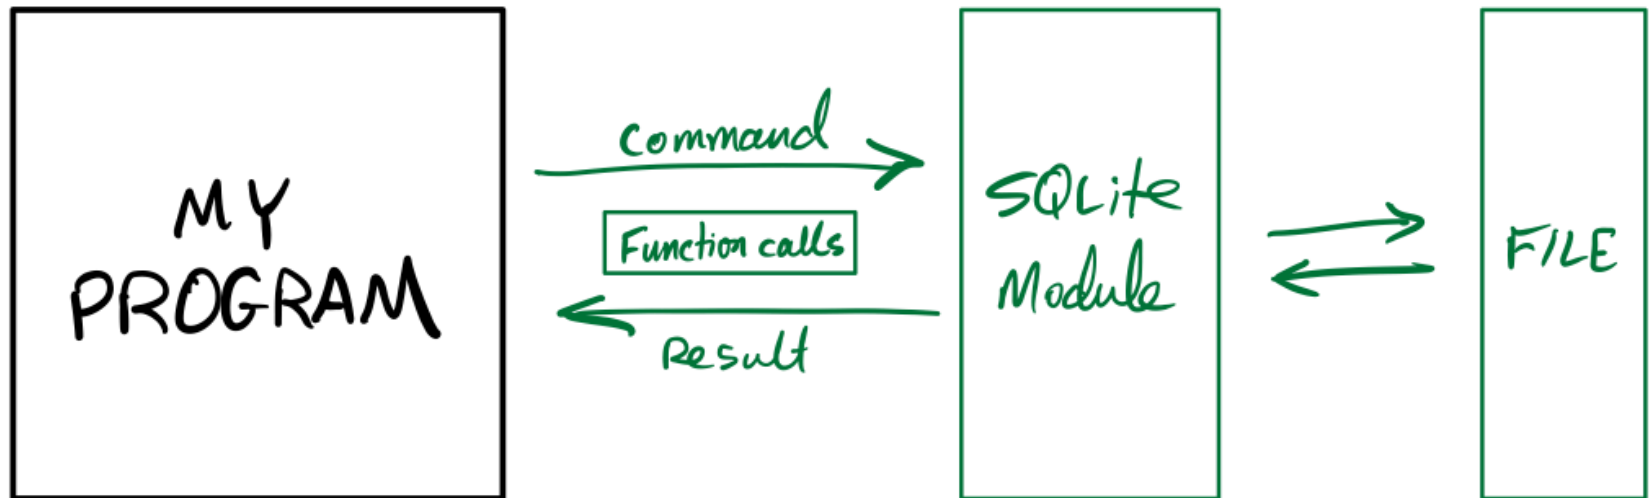 MY
PROGRAM
Command
Function calls
Result
SQLite
Module
FILE